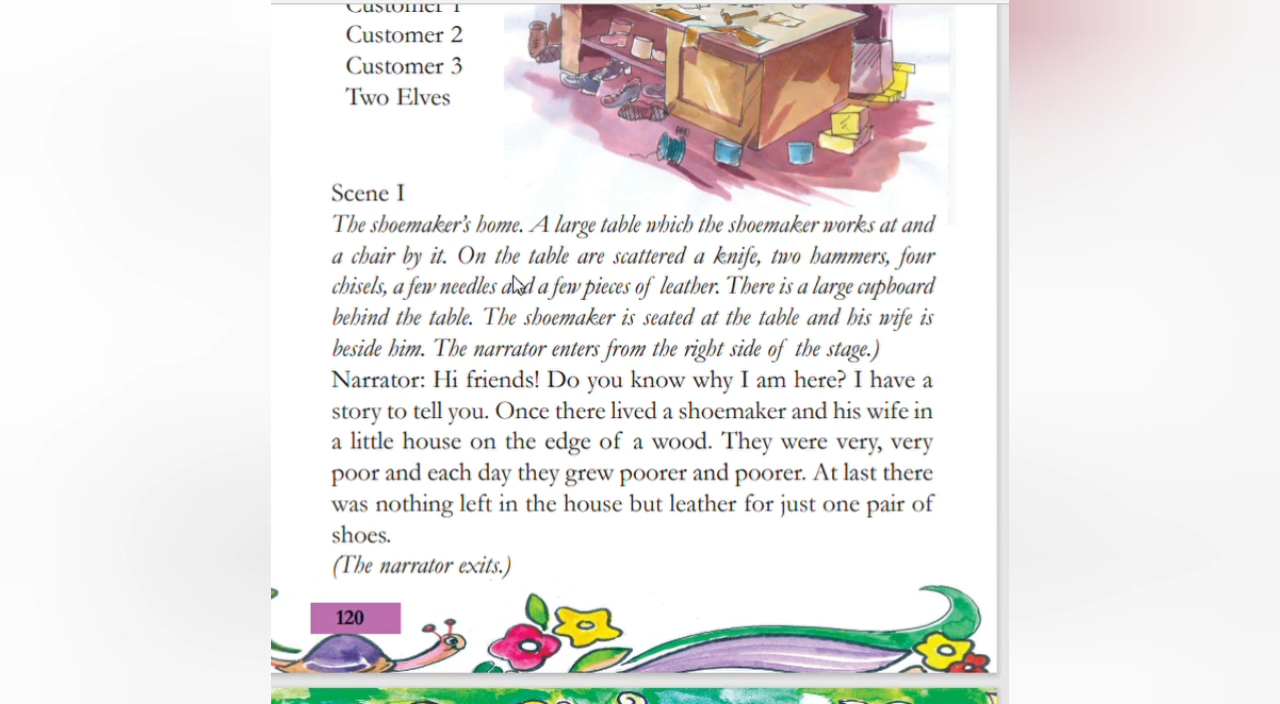 Customer 1
Customer 2
Customer 3
Two Elves
Scene I
The shoemaker's home. A large table which the shoemaker works at and
a chair by it. On the table are scattered a knife, two hammers, four
chisels, a few needles and a few pieces of leather. There is a large cupboard
behind the table. The shoemaker is seated at the table and his wife is
beside him. The narrator enters from the right side of the stage.)
Narrator: Hi friends! Do you know why I am here? I have a
story to tell you. Once there lived a shoemaker and his wife in
a little house on the edge of a wood. They were very, very
poor and each day they grew poorer and poorer. At last there
was nothing left in the house but leather for just one pair of
shoes.
(The narrator exits.)
120